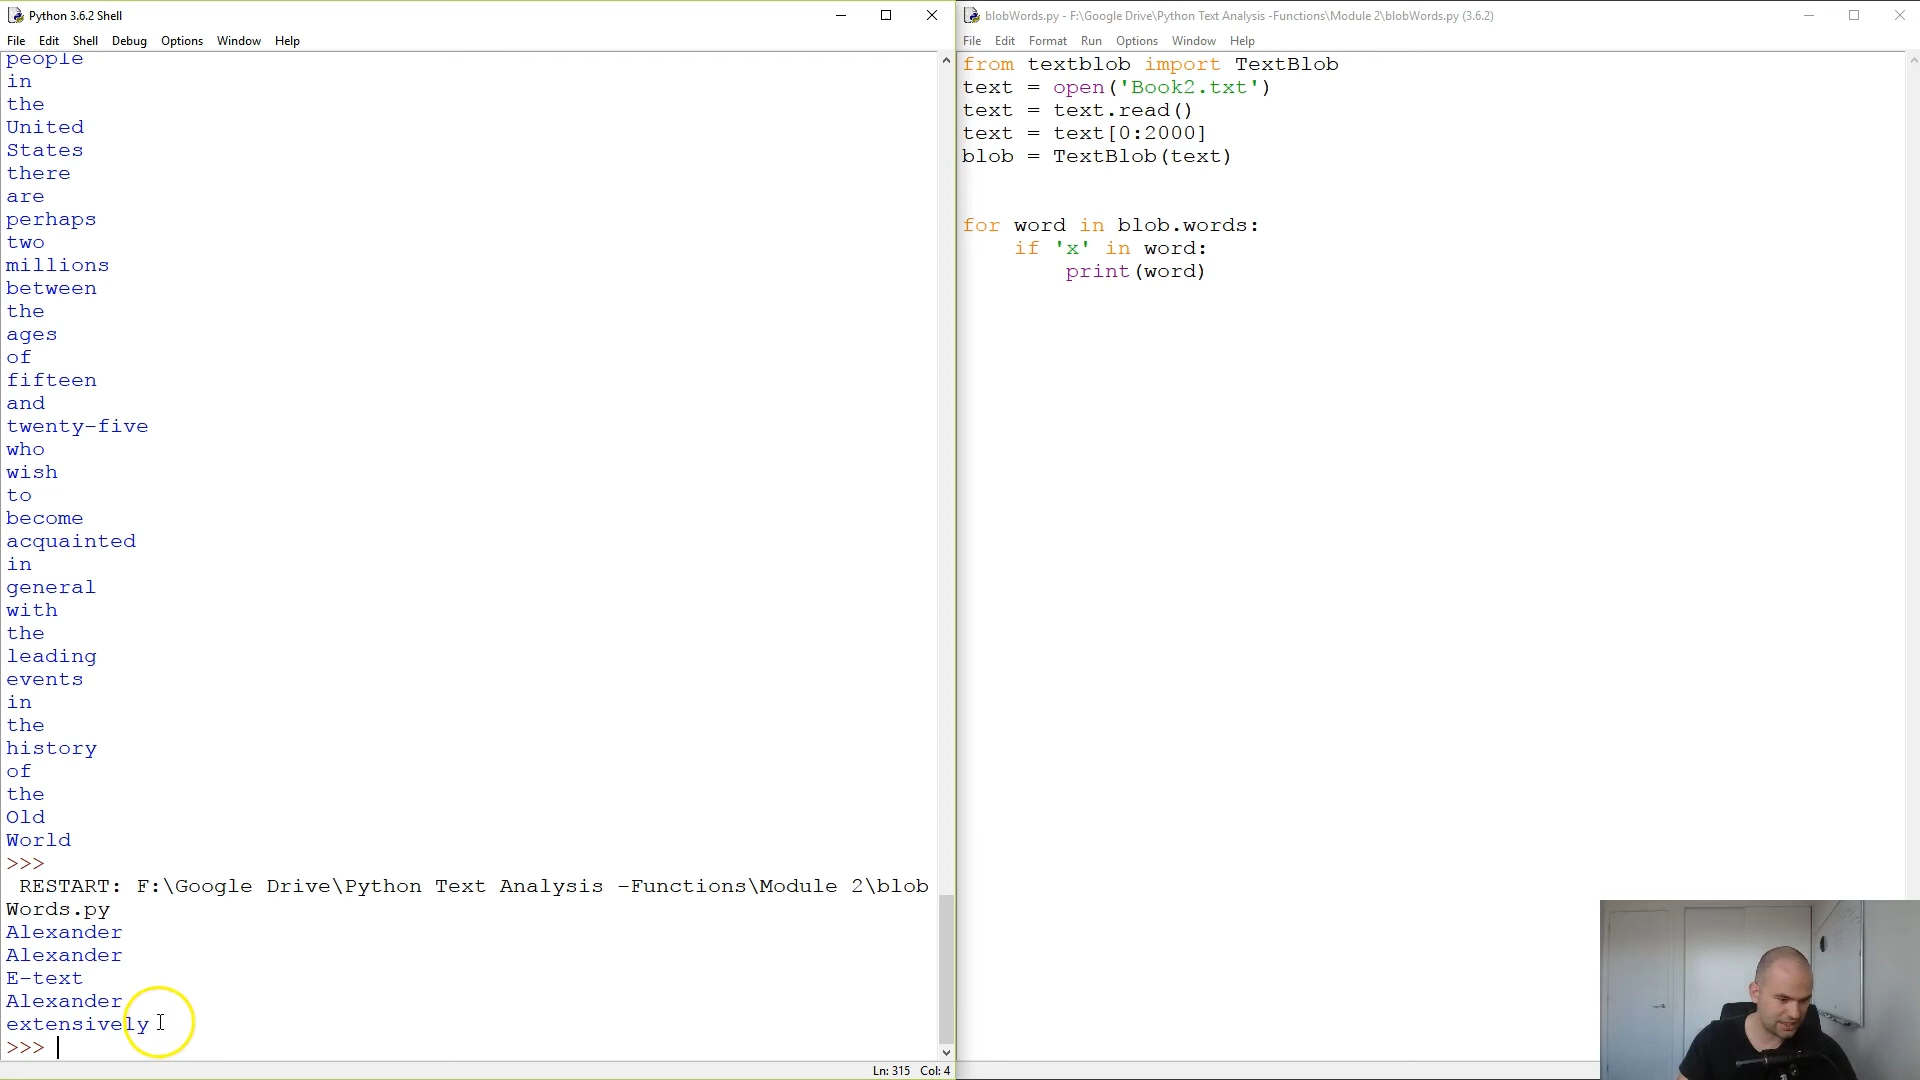 Python 3.6.2 Shell
File Edit Shell Debug Options Window Help
people
in
the
United
States
there
are
perhaps
two
millions
between
the
ages
of
fifteen
and
twenty-five
who
wish
to
become
acquainted
in
general
with
the
leading
events
in
the
history
of
the
Old
World
>>>
 RESTART: F:\Google Drive\Python Text Analysis -Functions\Module 2\blob
Words.py
Alexander
Alexander
E-text
Alexander
extensively
>>>
Ln: 315 Col: 4
blobWords.py - F:\Google Drive\Python Text Analysis -Functions\Module 2\blobWords.py (3.6.2)
File Edit Format Run Options Window Help
from textblob import TextBlob
text = open('Book2.txt')
text = text.read()
text = text[0:2000]
blob = TextBlob(text)
for word in blob.words:
    if 'x' in word:
        print(word)